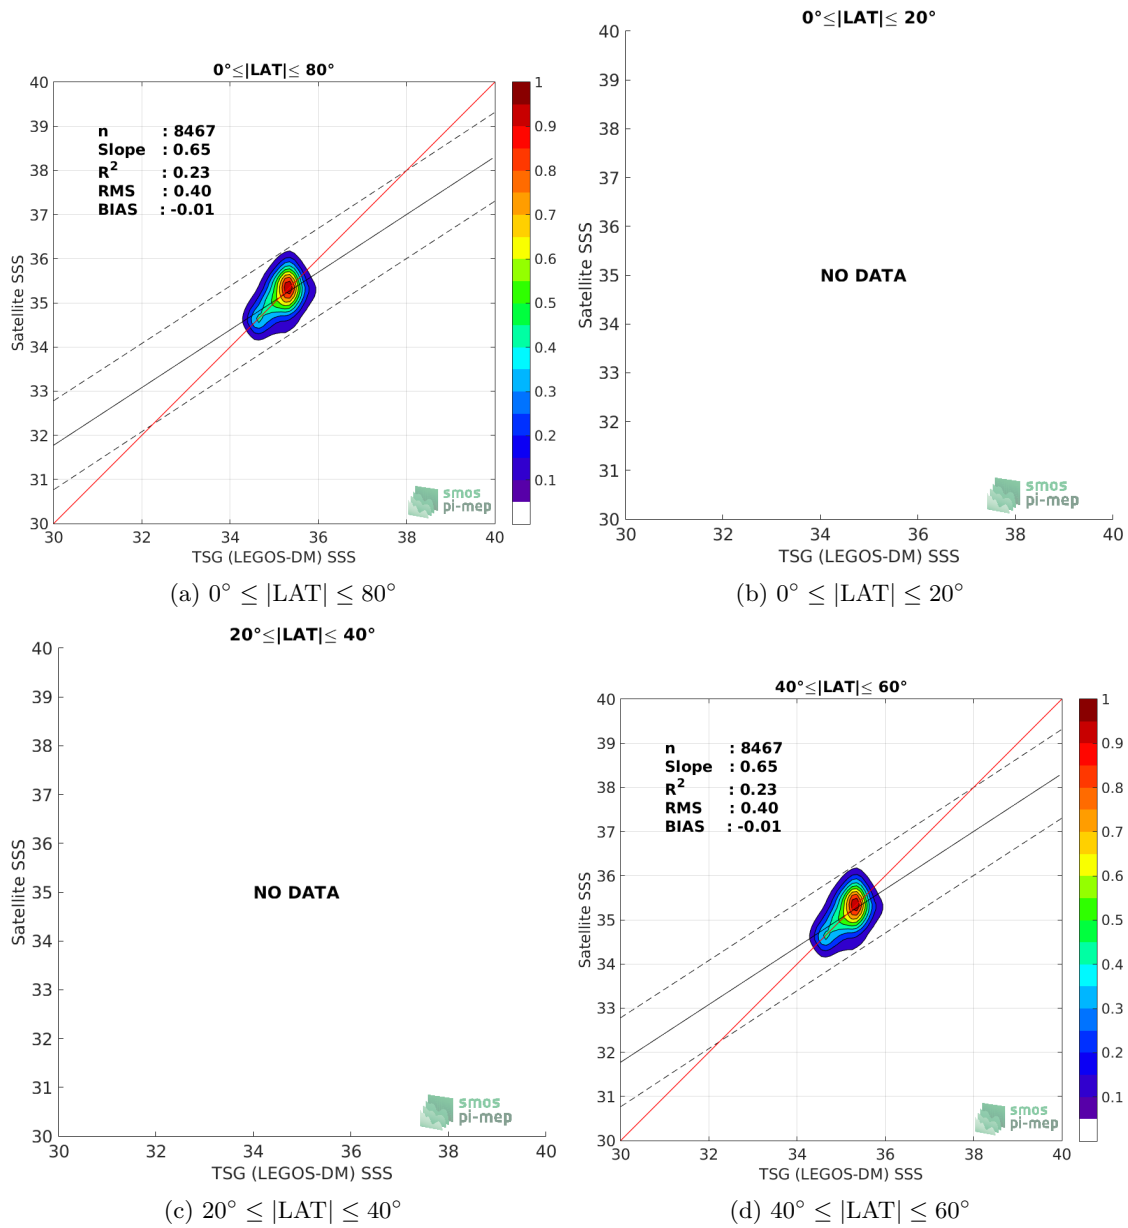 0°≤|LAT|≤ 80°
40
39
38
37
36
35
34
33
32
31
30
Satellite SSS
n : 8467
Slope : 0.65
R² : 0.23
RMS : 0.40
BIAS : -0.01
smos
pi-mep
30 32 34 36 38 40
TSG (LEGOS-DM) SSS
1
0.9
0.8
0.7
0.6
0.5
0.4
0.3
0.2
0.1
(a) 0° ≤ |LAT| ≤ 80°
0°≤|LAT|≤ 20°
40
39
38
37
36
35
34
33
32
31
30
Satellite SSS
NO DATA
smos
pi-mep
30 32 34 36 38 40
TSG (LEGOS-DM) SSS
(b) 0° ≤ |LAT| ≤ 20°
20°≤|LAT|≤ 40°
40
39
38
37
36
35
34
33
32
31
30
Satellite SSS
NO DATA
smos
pi-mep
30 32 34 36 38 40
TSG (LEGOS-DM) SSS
(c) 20° ≤ |LAT| ≤ 40°
40°≤|LAT|≤ 60°
40
39
38
37
36
35
34
33
32
31
30
Satellite SSS
n : 8467
Slope : 0.65
R² : 0.23
RMS : 0.40
BIAS : -0.01
smos
pi-mep
30 32 34 36 38 40
TSG (LEGOS-DM) SSS
1
0.9
0.8
0.7
0.6
0.5
0.4
0.3
0.2
0.1
(d) 40° ≤ |LAT| ≤ 60°